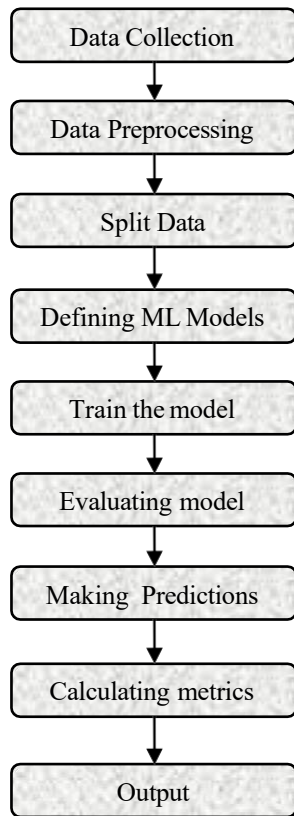 Data Collection
Data Preprocessing
Split Data
Defining ML Models
Train the model
Evaluating model
Making Predictions
Calculating metrics
Output